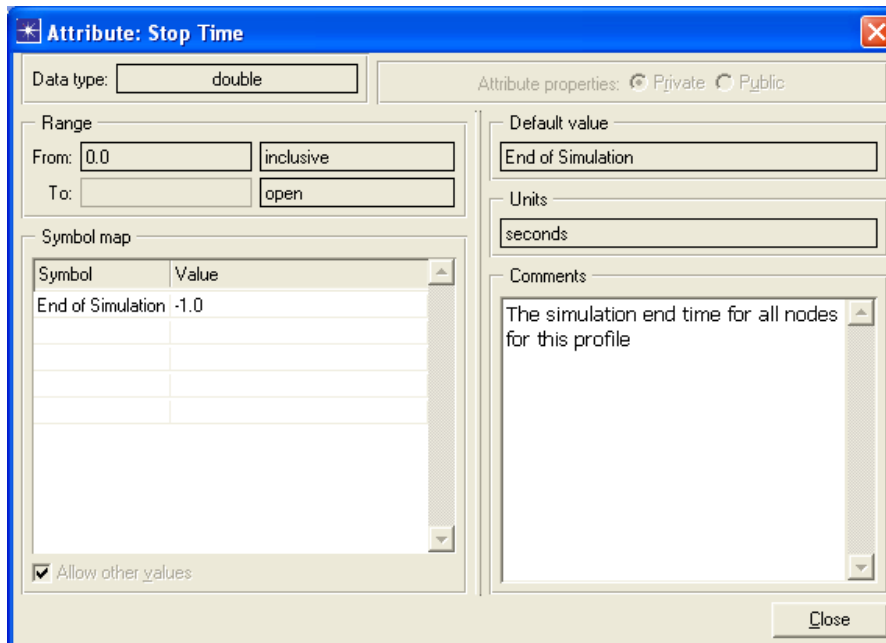 Attribute: Stop Time
Data type: double
Attribute properties: Private Public
Range
From: 0.0 inclusive
To: open
Symbol map
Symbol Value
End of Simulation -1.0
Allow other values
Default value
End of Simulation
Units
seconds
Comments
The simulation end time for all nodes
for this profile
Close